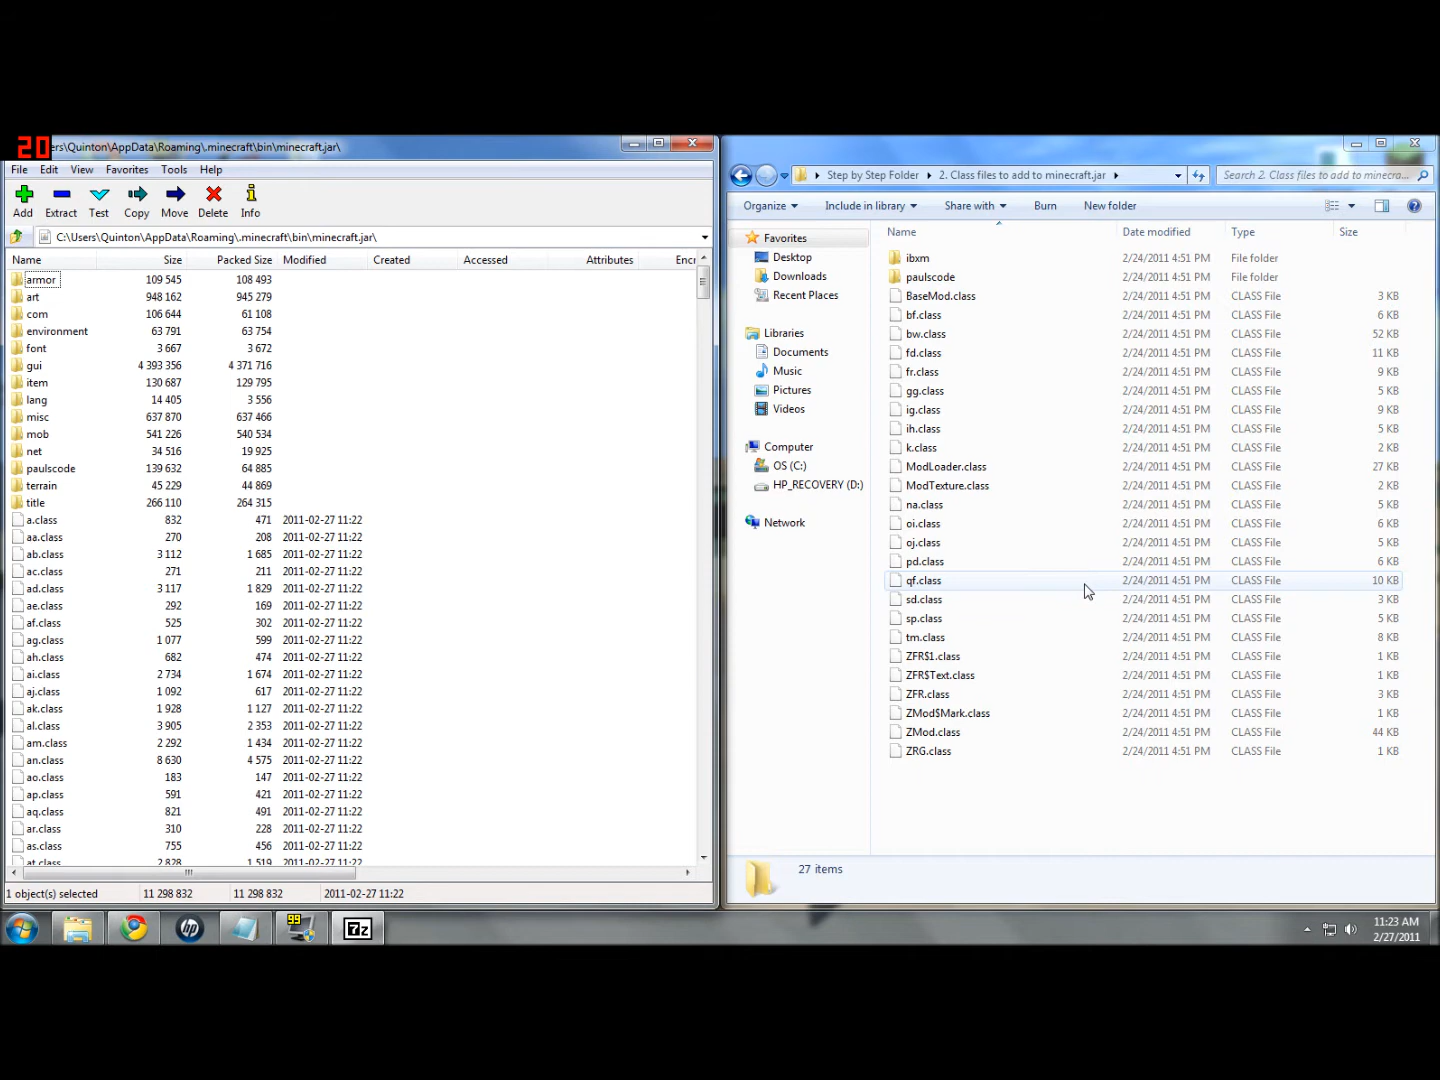 20
ers\Quinton\AppData\Roaming\.minecraft\bin\minecraft.jar\
File Edit View Favorites Tools Help
Add Extract Test Copy Move Delete Info
C:\Users\Quinton\AppData\Roaming\.minecraft\bin\minecraft.jar\
Name Size Packed Size Modified Created Accessed Attributes Encr
armor 109 545 108 493
art 948 162 945 279
com 106 644 61 108
environment 63 791 63 754
font 3 667 3 672
gui 4 393 356 4 371 716
item 130 687 129 795
lang 14 405 3 556
misc 637 870 637 466
mob 541 226 540 534
net 34 516 19 925
paulscode 139 632 64 885
terrain 45 229 44 869
title 266 110 264 315
a.class 832 471 2011-02-27 11:22
aa.class 270 208 2011-02-27 11:22
ab.class 3 112 1 685 2011-02-27 11:22
ac.class 271 211 2011-02-27 11:22
ad.class 3 117 1 829 2011-02-27 11:22
ae.class 292 169 2011-02-27 11:22
af.class 525 302 2011-02-27 11:22
ag.class 1 077 599 2011-02-27 11:22
ah.class 682 474 2011-02-27 11:22
ai.class 2 734 1 674 2011-02-27 11:22
aj.class 1 092 617 2011-02-27 11:22
ak.class 1 928 1 127 2011-02-27 11:22
al.class 3 905 2 353 2011-02-27 11:22
am.class 2 292 1 434 2011-02-27 11:22
an.class 8 630 4 575 2011-02-27 11:22
ao.class 183 147 2011-02-27 11:22
ap.class 591 421 2011-02-27 11:22
aq.class 821 491 2011-02-27 11:22
ar.class 310 228 2011-02-27 11:22
as.class 755 456 2011-02-27 11:22
at.class 2 828 1 519 2011-02-27 11:22
1 object(s) selected 11 298 832 11 298 832 2011-02-27 11:22
Step by Step Folder 2. Class files to add to minecraft.jar Search 2. Class files to add to minecra...
Organize Include in library Share with Burn New folder
Name Date modified Type Size
Favorites
Desktop
Downloads
Recent Places
Libraries
Documents
Music
Pictures
Videos
Computer
OS (C:)
HP_RECOVERY (D:)
Network
ibxm 2/24/2011 4:51 PM File folder
paulscode 2/24/2011 4:51 PM File folder
BaseMod.class 2/24/2011 4:51 PM CLASS File 3 KB
bf.class 2/24/2011 4:51 PM CLASS File 6 KB
bw.class 2/24/2011 4:51 PM CLASS File 52 KB
fd.class 2/24/2011 4:51 PM CLASS File 11 KB
fr.class 2/24/2011 4:51 PM CLASS File 9 KB
gg.class 2/24/2011 4:51 PM CLASS File 5 KB
ig.class 2/24/2011 4:51 PM CLASS File 9 KB
ih.class 2/24/2011 4:51 PM CLASS File 5 KB
k.class 2/24/2011 4:51 PM CLASS File 2 KB
ModLoader.class 2/24/2011 4:51 PM CLASS File 27 KB
ModTexture.class 2/24/2011 4:51 PM CLASS File 2 KB
na.class 2/24/2011 4:51 PM CLASS File 5 KB
oi.class 2/24/2011 4:51 PM CLASS File 6 KB
oj.class 2/24/2011 4:51 PM CLASS File 5 KB
pd.class 2/24/2011 4:51 PM CLASS File 6 KB
qf.class 2/24/2011 4:51 PM CLASS File 10 KB
sd.class 2/24/2011 4:51 PM CLASS File 3 KB
sp.class 2/24/2011 4:51 PM CLASS File 5 KB
tm.class 2/24/2011 4:51 PM CLASS File 8 KB
ZFR$1.class 2/24/2011 4:51 PM CLASS File 1 KB
ZFR$Text.class 2/24/2011 4:51 PM CLASS File 1 KB
ZFR.class 2/24/2011 4:51 PM CLASS File 3 KB
ZMod$Mark.class 2/24/2011 4:51 PM CLASS File 1 KB
ZMod.class 2/24/2011 4:51 PM CLASS File 44 KB
ZRG.class 2/24/2011 4:51 PM CLASS File 1 KB
27 items
hp
99
7z
11:23 AM
2/27/2011